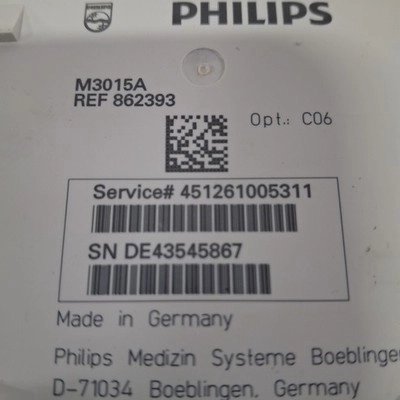 PHILIPS
M3015A
REF 862393
Opt.: C06
Service# 451261005311
SN DE43545867
Made in Germany
Philips Medizin Systeme
D-71034 Boeblingen, Germany